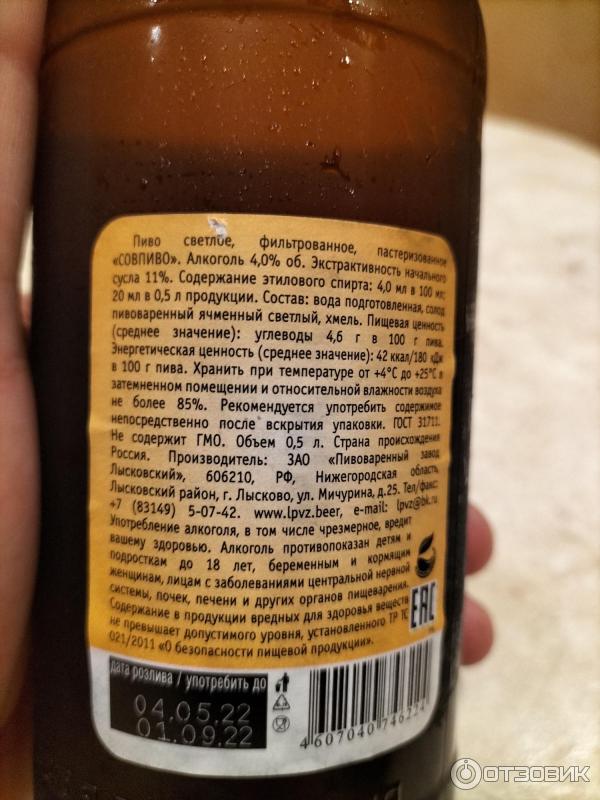 Пиво светлое, фильтрованное, пастеризованное
«СОВПИВО». Алкоголь 4,0% об. Экстрактивность начального
сусла 11%. Содержание этилового спирта: 4,0 мл в 100 мл;
20 мл в 0,5 л продукции. Состав: вода подготовленная, солод
пивоваренный ячменный светлый, хмель. Пищевая ценность
(среднее значение): углеводы 4,6 г в 100 г пива.
Энергетическая ценность (среднее значение): 42 ккал/180 кДж
в 100 г пива. Хранить при температуре от +4°С до +25°С в
затемненном помещении и относительной влажности воздуха
не более 85%. Рекомендуется употребить содержимое
непосредственно после вскрытия упаковки. ГОСТ 31711.
Не содержит ГМО. Объем 0,5 л. Страна происхождения
Россия. Производитель: ЗАО «Пивоваренный завод
Лысковский», 606210, РФ, Нижегородская область,
Лысковский район, г. Лысково, ул. Мичурина, д.25. Тел/факс:
+7 (83149) 5-07-42. www.lpvz.beer, e-mail: lpvz@bk.ru
Употребление алкоголя, в том числе чрезмерное, вредит
вашему здоровью. Алкоголь противопоказан детям и
подросткам до 18 лет, беременным и кормящим
женщинам, лицам с заболеваниями центральной нервной
системы, почек, печени и других органов пищеварения.
Содержание в продукции вредных для здоровья веществ
не превышает допустимого уровня, установленного ТР ТС
021/2011 «О безопасности пищевой продукции».
EAC
дата розлива / употребить до
04.05.22
01.09.22
4607040746224
ОТЗОВИК